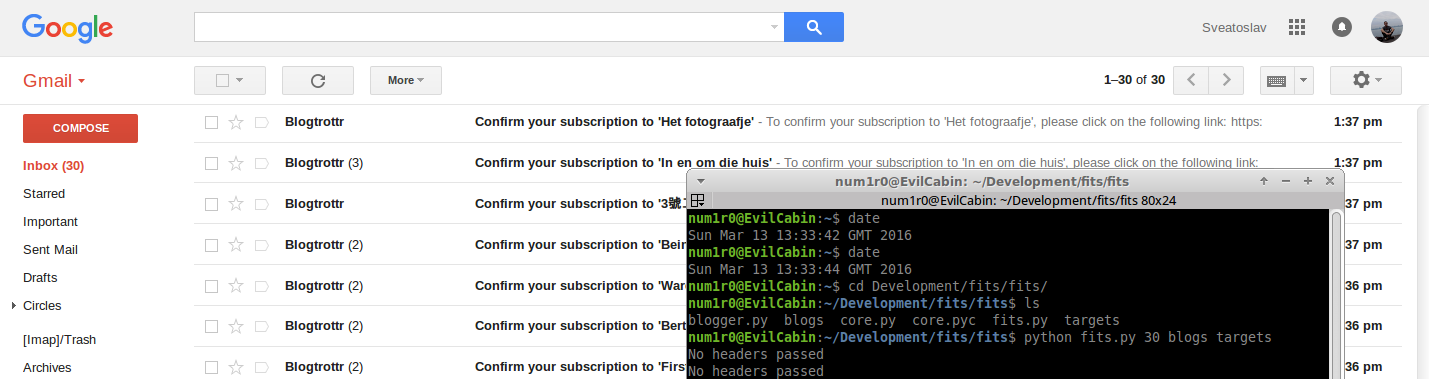 Google
Sveatoslav
Gmail
More
1–30 of 30
COMPOSE
Inbox (30)
Starred
Important
Sent Mail
Drafts
Circles
[Imap]/Trash
Archives
Blogtrottr Confirm your subscription to 'Het fotograafje' - To confirm your subscription to 'Het fotograafje', please click on the following link: https: 1:37 pm
Blogtrottr (3) Confirm your subscription to 'In en om die huis' - To confirm your subscription to 'In en om die huis', please click on the following link: 1:37 pm
Blogtrottr Confirm your subscription to '3號 37 pm
Blogtrottr (2) Confirm your subscription to 'Bein 37 pm
Blogtrottr (2) Confirm your subscription to 'Ware 36 pm
Blogtrottr (2) Confirm your subscription to 'Bert 36 pm
Blogtrottr (2) Confirm your subscription to 'First 36 pm
num1r0@EvilCabin: ~/Development/fits/fits
num1r0@EvilCabin: ~/Development/fits/fits 80x24
num1r0@EvilCabin:~$ date
Sun Mar 13 13:33:42 GMT 2016
num1r0@EvilCabin:~$ date
Sun Mar 13 13:33:44 GMT 2016
num1r0@EvilCabin:~$ cd Development/fits/fits/
num1r0@EvilCabin:~/Development/fits/fits$ ls
blogger.py blogs core.py core.pyc fits.py targets
num1r0@EvilCabin:~/Development/fits/fits$ python fits.py 30 blogs targets
No headers passed
No headers passed